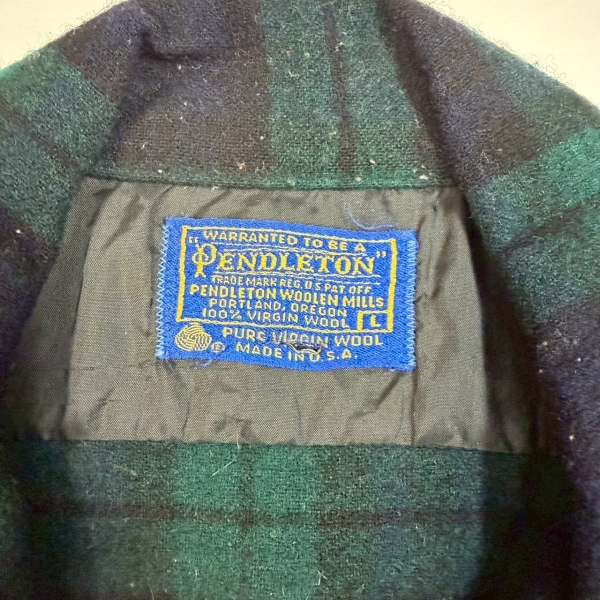 WARRANTED TO BE A
"PENDLETON"
TRADE MARK REG. U.S. PAT. OFF.
PENDLETON WOOLEN MILLS
PORTLAND, OREGON
100% VIRGIN WOOL L
PURE VIRGIN WOOL
MADE IN U.S.A.